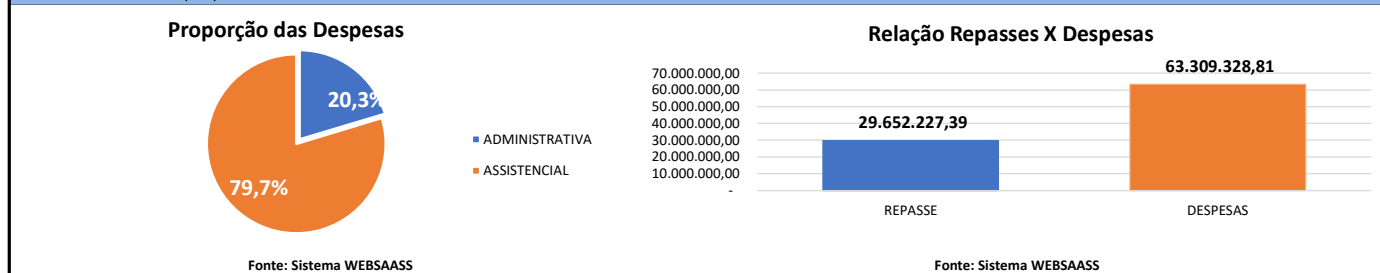 Proporção das Despesas
20,3%
79,7%
ADMINISTRATIVA
ASSISTENCIAL
Fonte: Sistema WEBSAASS
Relação Repasses X Despesas
70.000.000,00
60.000.000,00
50.000.000,00
40.000.000,00
30.000.000,00
20.000.000,00
10.000.000,00
-
29.652.227,39
63.309.328,81
REPASSE
DESPESAS
Fonte: Sistema WEBSAASS